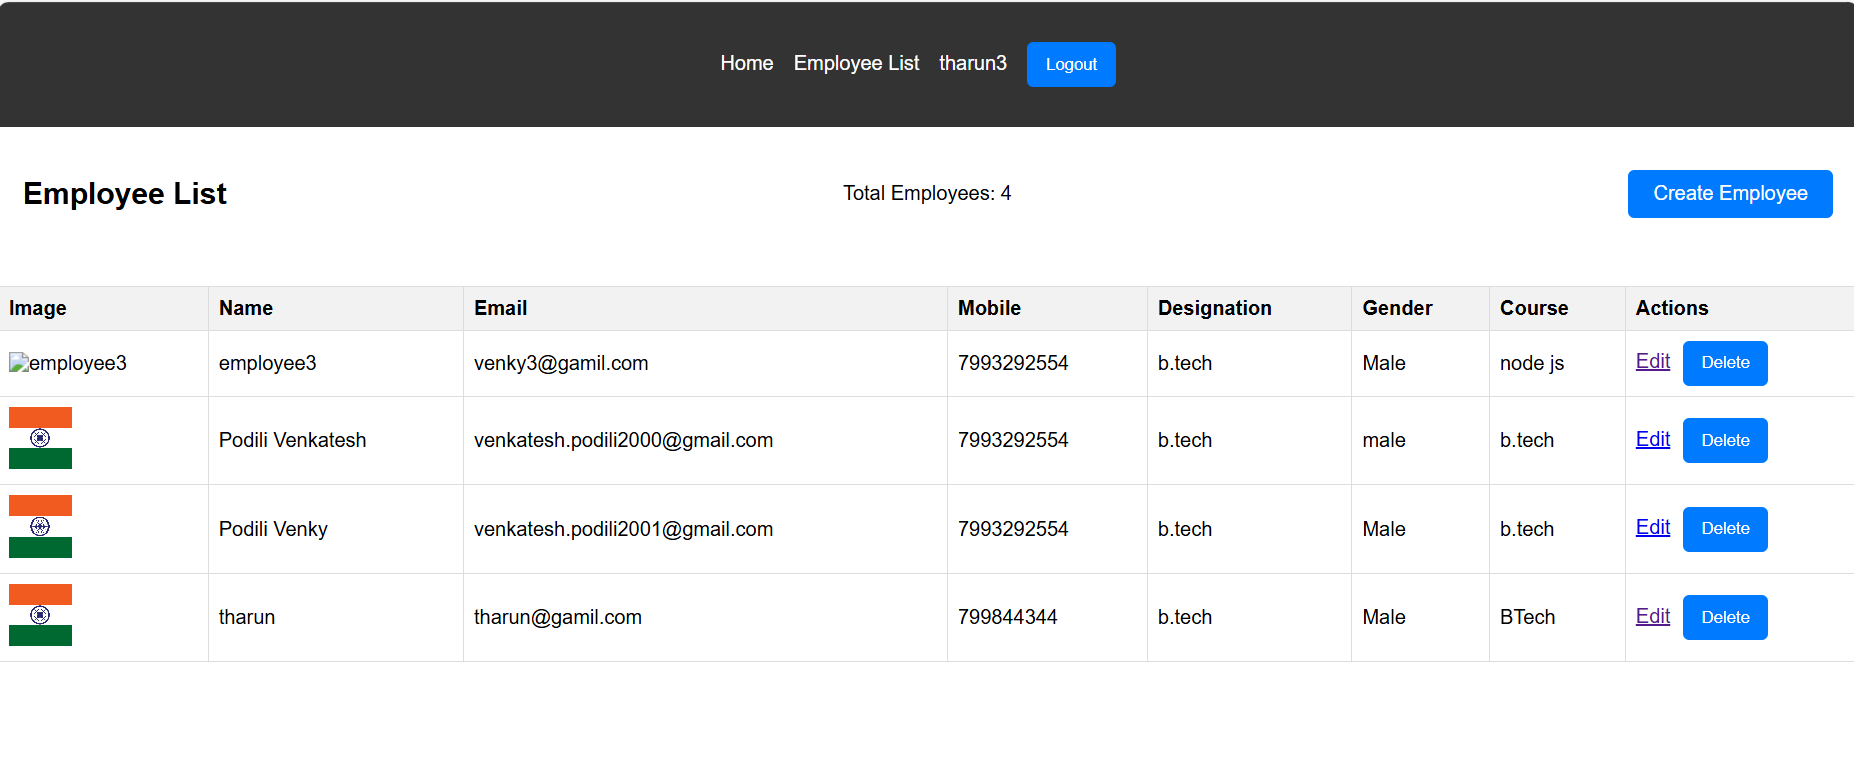 Home Employee List tharun3 Logout
Employee List Total Employees: 4 Create Employee
Image Name Email Mobile Designation Gender Course Actions
employee3 employee3 venky3@gamil.com 7993292554 b.tech Male node js Edit Delete
Podili Venkatesh venkatesh.podili2000@gmail.com 7993292554 b.tech male b.tech Edit Delete
Podili Venky venkatesh.podili2001@gmail.com 7993292554 b.tech Male b.tech Edit Delete
tharun tharun@gamil.com 799844344 b.tech Male BTech Edit Delete